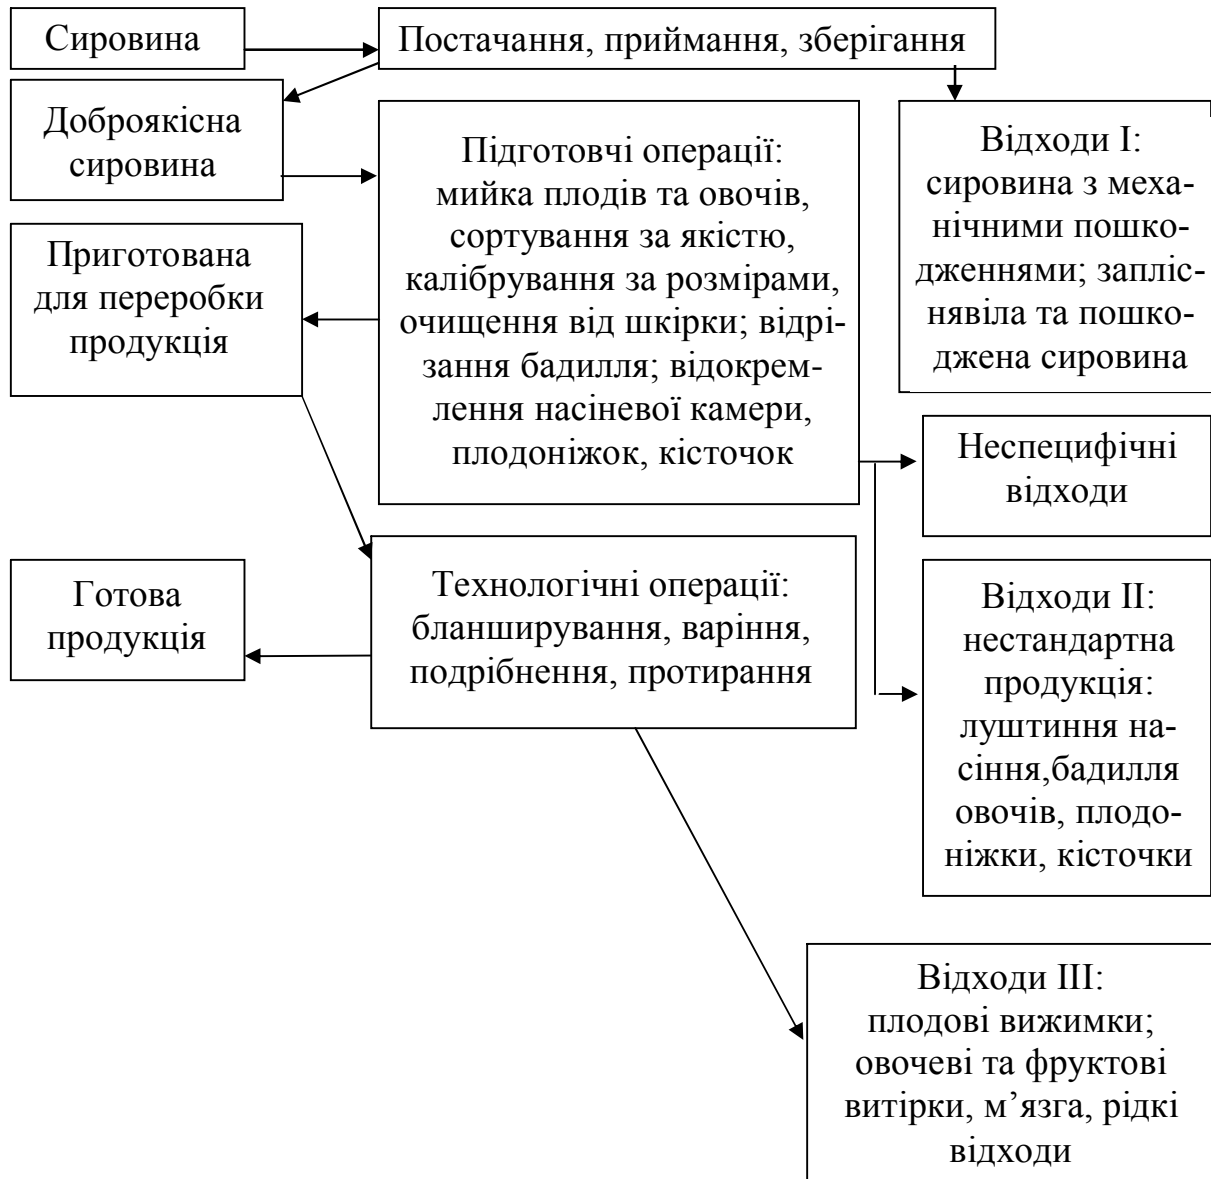 Сировина
Постачання, приймання, зберігання
Доброякісна
сировина
Підготовчі операції:
мийка плодів та овочів,
сортування за якістю,
калібрування за розмірами,
очищення від шкірки; відрі-
зання бадилля; відокрем-
лення насіневої камери,
плодоніжок, кісточок
Відходи І:
сировина з меха-
нічними пошко-
дженнями; запліс-
нявіла та пошко-
джена сировина
Приготована
для переробки
продукція
Неспецифічні
відходи
Технологічні операції:
бланширування, варіння,
подрібнення, протирання
Готова
продукція
Відходи ІІ:
нестандартна
продукція:
луштиння на-
сіння,бадилля
овочів, плодо-
ніжки, кісточки
Відходи ІІІ:
плодові вижимки;
овочеві та фруктові
витірки, м’язга, рідкі
відходи